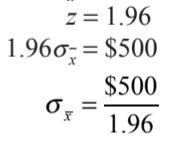 z = 1.96
1.96σx̄ = $500
σx̄ = $500
1.96